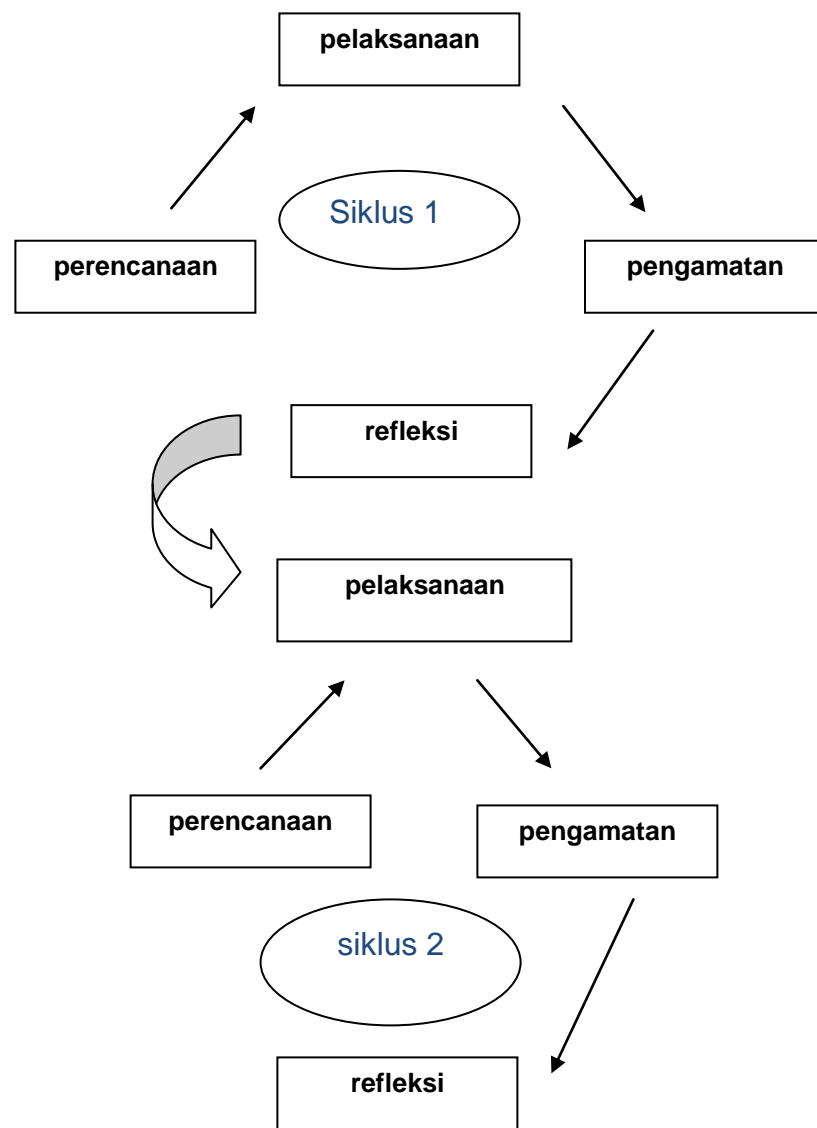 pelaksanaan
Siklus 1
perencanaan
pengamatan
refleksi
pelaksanaan
perencanaan
pengamatan
siklus 2
refleksi